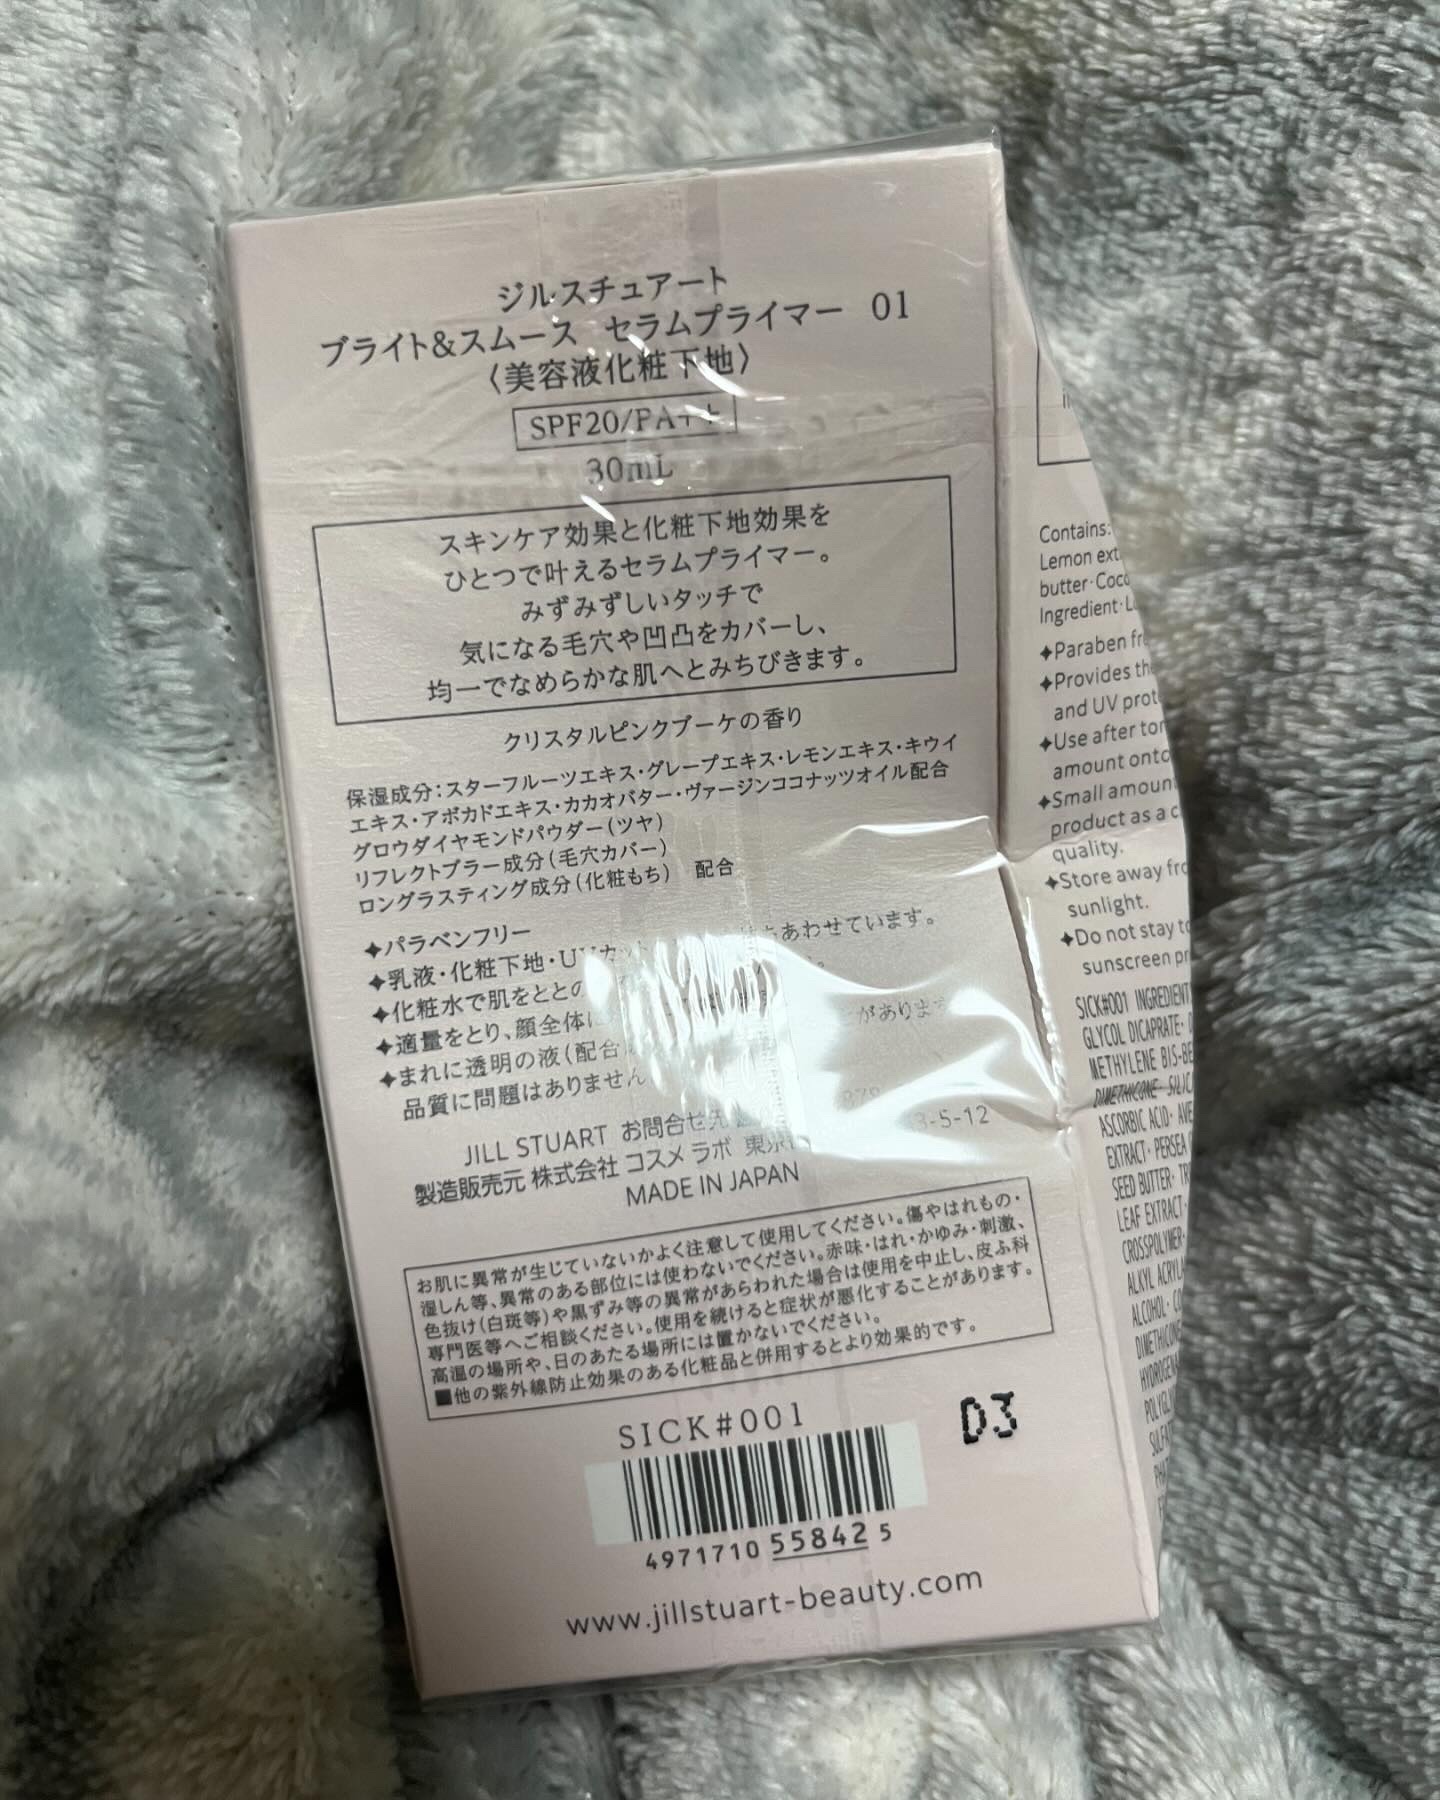 ジルスチュアート
ブライト&スムース セラムプライマー 01
〈美容液化粧下地〉
SPF20/PA++
30mL
スキンケア効果と化粧下地効果を
ひとつで叶えるセラムプライマー。
みずみずしいタッチで
気になる毛穴や凹凸をカバーし、
均一でなめらかな肌へとみちびきます。
クリスタルピンクブーケの香り
保湿成分:スターフルーツエキス・グレープエキス・レモンエキス・キウイ
エキス・アボカドエキス・カカオバター・ヴァージンココナッツオイル配合
グロウダイヤモンドパウダー(ツヤ)
リフレクトブラー成分(毛穴カバー)
ロングラスティング成分(化粧もち) 配合
✦パラベンフリー
✦乳液・化粧下地・UVカット あわせています。
✦化粧水で肌をととの
✦適量をとり、顔全体に があります
✦まれに透明の液(配合
品質に問題はありません
JILL STUART お問合せ先
製造販売元 株式会社 コスメ ラボ 東京 3-5-12
MADE IN JAPAN
お肌に異常が生じていないかよく注意して使用してください。傷やはれもの・
湿しん等、異常のある部位には使わないでください。赤味・はれ・かゆみ・刺激、
色抜け(白斑等)や黒ずみ等の異常があらわれた場合は使用を中止し、皮ふ科
専門医等へご相談ください。使用を続けると症状が悪化することがあります。
高温の場所や、日のあたる場所には置かないでください。
■他の紫外線防止効果のある化粧品と併用するとより効果的です。
SICK#001
D3
4971710 55842 5
www.jillstuart-beauty.com
Contains:
Lemon
butter·
Ingredient·
✦Paraben
✦Provides
and UV
✦Use after
amount
✦Small
product as a
quality.
✦Store away
sunlight.
✦Do not stay
sunscreen
SICK#001
GLYCOL DICAPRATE·
METHYLENE
DIMETHICONE·
ASCORBIC ACID·
EXTRACT· PERSEA
SEED BUTTER·
LEAF EXTRACT·
CROSSPOLYMER·
ALKYL
ALCOHOL·